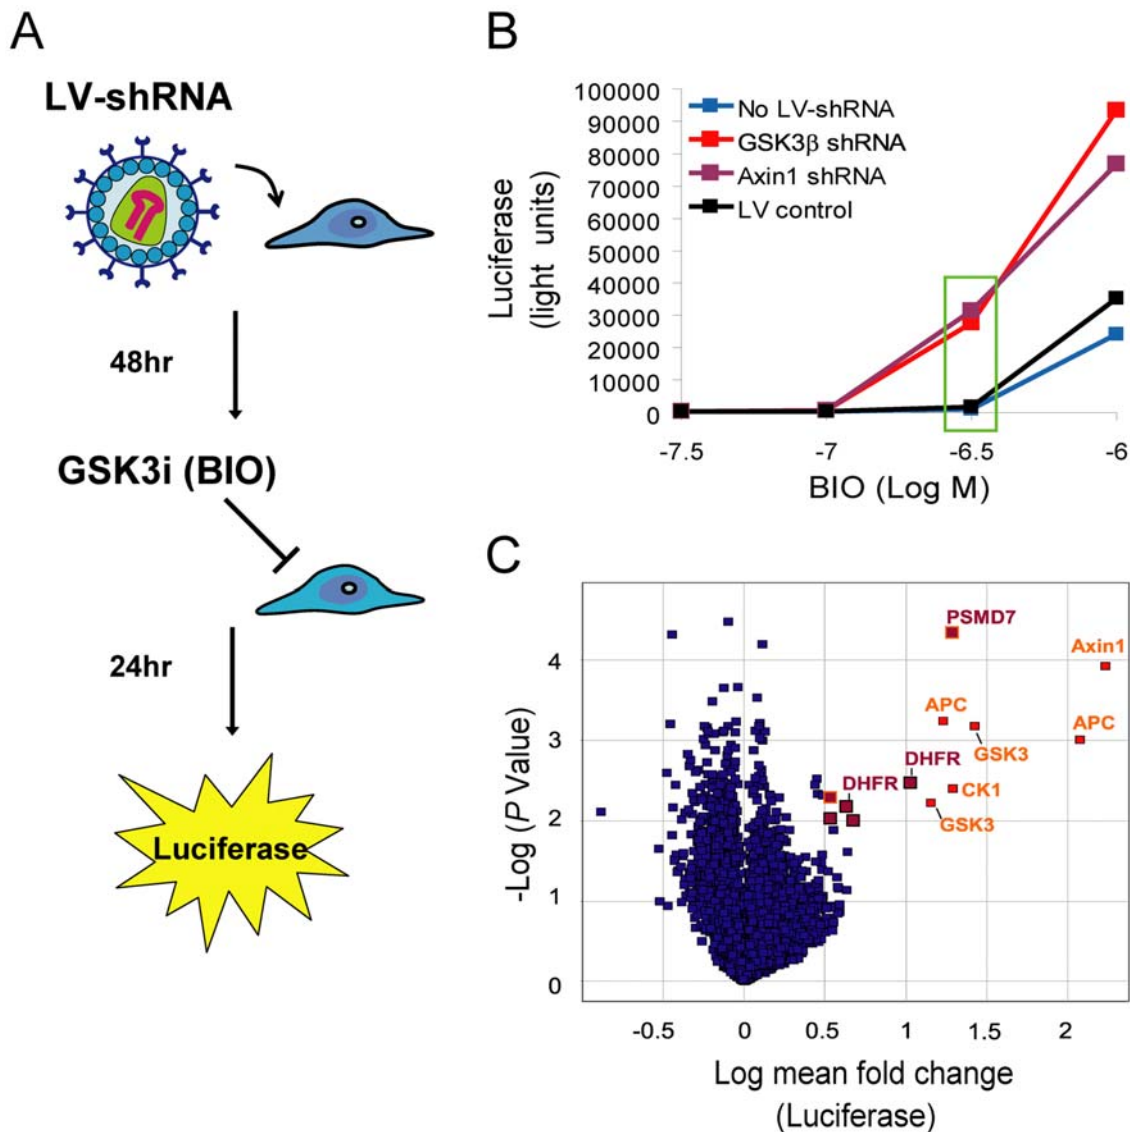 A
LV-shRNA
48hr
GSK3i (BIO)
24hr
Luciferase
B
Luciferase
(light units)
100000
90000
80000
70000
60000
50000
40000
30000
20000
10000
0
No LV-shRNA
GSK3β shRNA
Axin1 shRNA
LV control
-7.5
-7
-6.5
-6
BIO (Log M)
C
-Log (P Value)
4
3
2
1
0
PSMD7
Axin1
APC
APC
GSK3
DHFR
DHFR
CK1
GSK3
-0.5
0
0.5
1
1.5
2
Log mean fold change
(Luciferase)